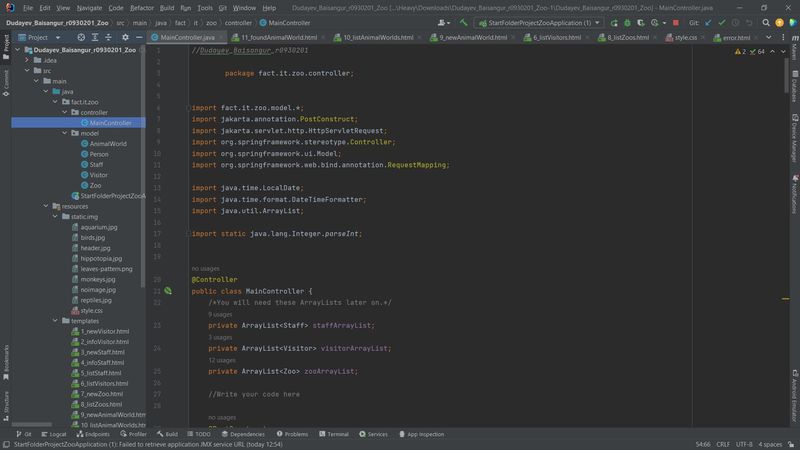 File Edit View Navigate Code Refactor Build Run Tools Git Window Help
Dudayev_Baisangur_r0930201_Zoo src main java fact it zoo controller MainController
StartFolderProjectZooApplication (1)
Git:
Project
MainController.java 11_foundAnimalWorlds.html 10_listAnimalWorlds.html 9_newAnimalWorld.html 6_listVisitors.html 8_listZoos.html style.css error.html
2 64
Dudayev_Baisangur_r0930201_Zoo
.idea
src
main
java
fact.it.zoo
controller
MainController
model
AnimalWorld
Person
Staff
Visitor
Zoo
StartFolderProjectZooA
resources
static.img
aquarium.jpg
birds.jpg
header.jpg
hippotopia.jpg
leaves-pattern.png
monkeys.jpg
noimage.jpg
reptiles.jpg
style.css
templates
1_newVisitor.html
2_infoVisitor.html
3_newStaff.html
4_infoStaff.html
5_listStaff.html
6_listVisitors.html
7_newZoo.html
8_listZoos.html
9_newAnimalWorld.html
10_listAnimalWorlds.html
Project
Commit
Bookmarks
Structure
1 //Dudayev_Baisangur_r0930201
2
3 package fact.it.zoo.controller;
4
5
6 import fact.it.zoo.model.*;
7 import jakarta.annotation.PostConstruct;
8 import jakarta.servlet.http.HttpServletRequest;
9 import org.springframework.stereotype.Controller;
10 import org.springframework.ui.Model;
11 import org.springframework.web.bind.annotation.RequestMapping;
12
13 import java.time.LocalDate;
14 import java.time.format.DateTimeFormatter;
15 import java.util.ArrayList;
16
17 import static java.lang.Integer.parseInt;
18
19
no usages
20 @Controller
21 public class MainController {
22 /*You will need these ArrayLists later on.*/
9 usages
23 private ArrayList<Staff> staffArrayList;
3 usages
24 private ArrayList<Visitor> visitorArrayList;
12 usages
25 private ArrayList<Zoo> zooArrayList;
26
27 //Write your code here
28
no usages
Maven
Database
Device Manager
Notifications
Android Emulator
Git Logcat Endpoints Profiler Build TODO Dependencies Problems Terminal Services App Inspection
StartFolderProjectZooApplication (1): Failed to retrieve application JMX service URL (today 12:54)
54:66 CRLF UTF-8 4 spaces